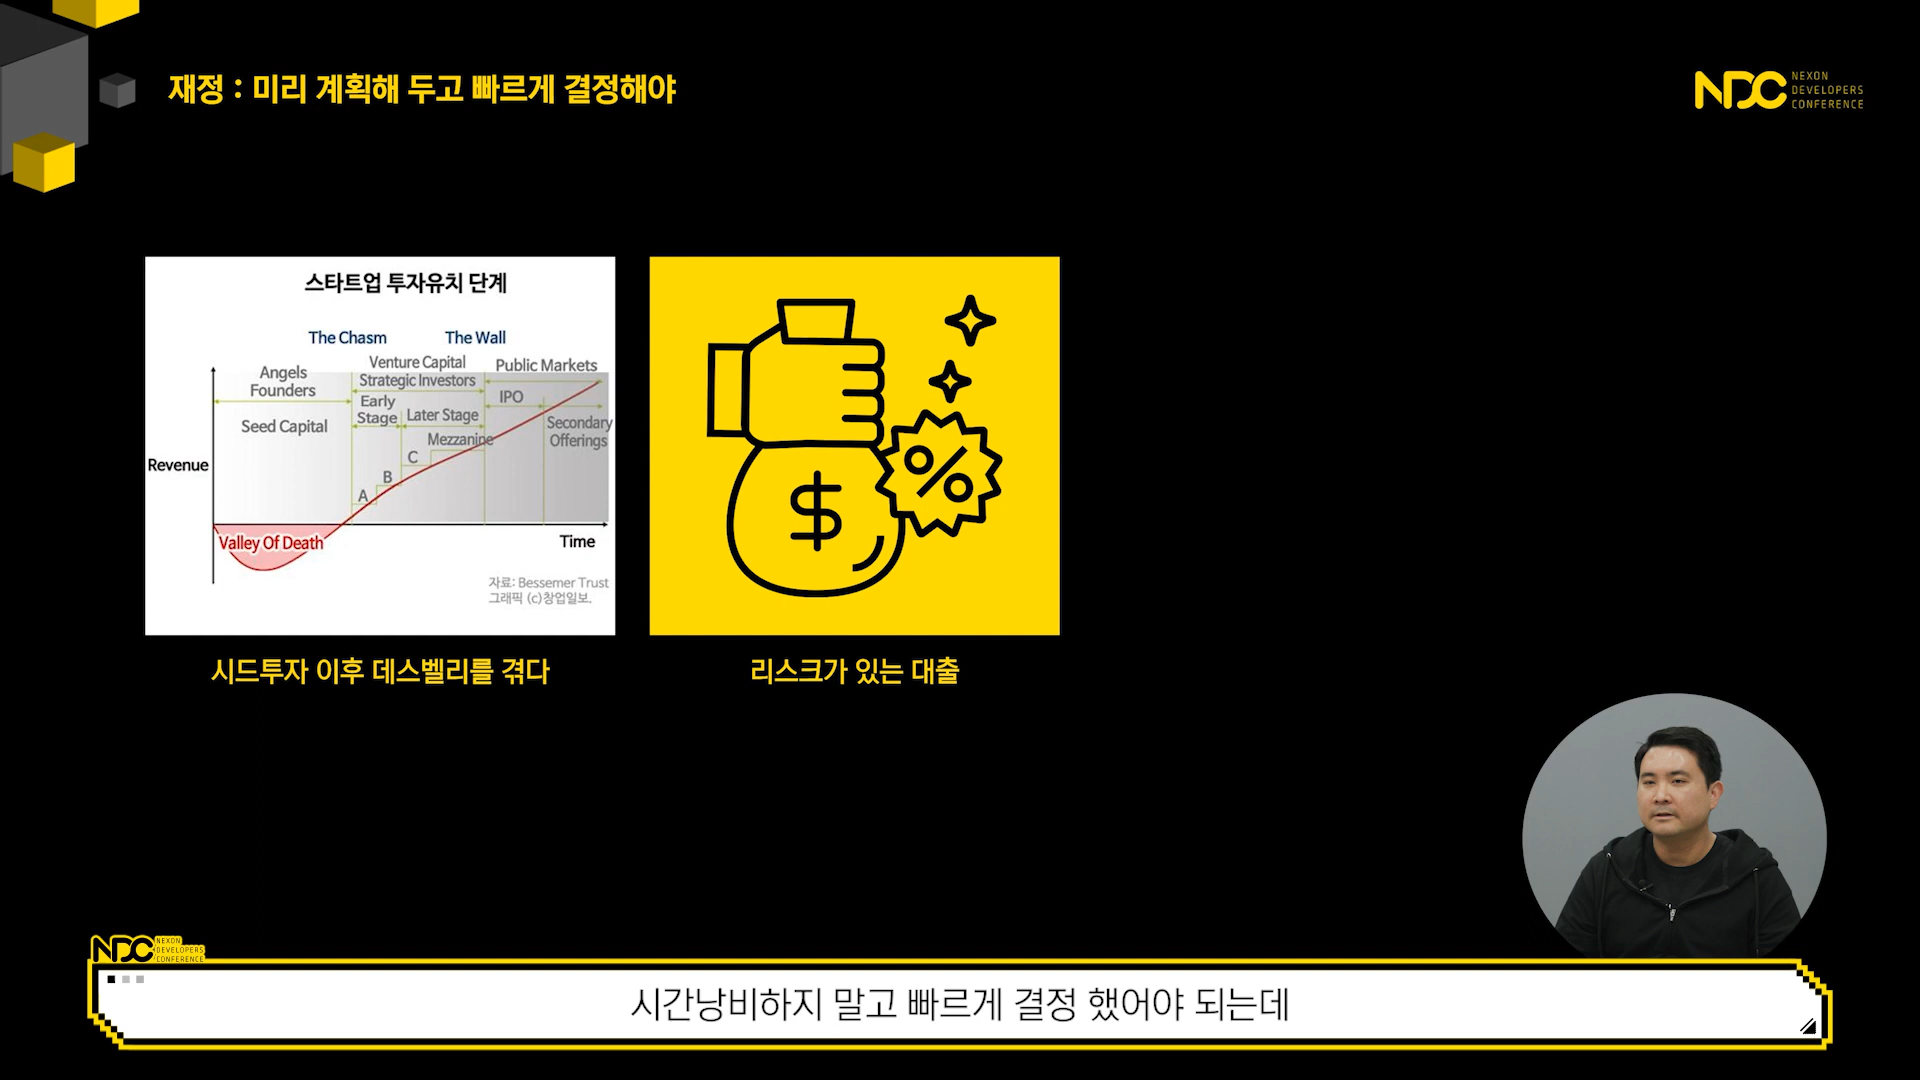 재정 : 미리 계획해 두고 빠르게 결정해야
NDC
NEXON
DEVELOPERS
CONFERENCE
스타트업 투자유치 단계
The Chasm
The Wall
Angels
Founders
Venture Capital
Strategic Investors
Public Markets
Early
Stage
Later Stage
IPO
Seed Capital
Mezzanine
Secondary
Offerings
Revenue
C
B
A
Valley Of Death
Time
자료: Bessemer Trust
그래픽 (c)창업일보.
$
%
시드투자 이후 데스벨리를 겪다
리스크가 있는 대출
NDC
NEXON
DEVELOPERS
CONFERENCE
시간낭비하지 말고 빠르게 결정 했어야 되는데